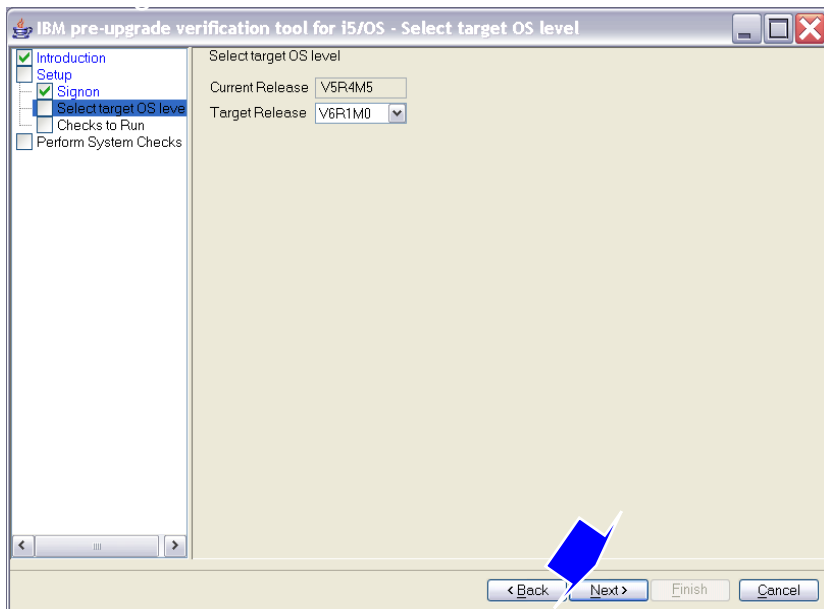 IBM pre-upgrade verification tool for i5/OS - Select target OS level
Introduction
Setup
Signon
Select target OS leve
Checks to Run
Perform System Checks
Select target OS level
Current Release V5R4M5
Target Release V6R1M0
< Back Next > Finish Cancel